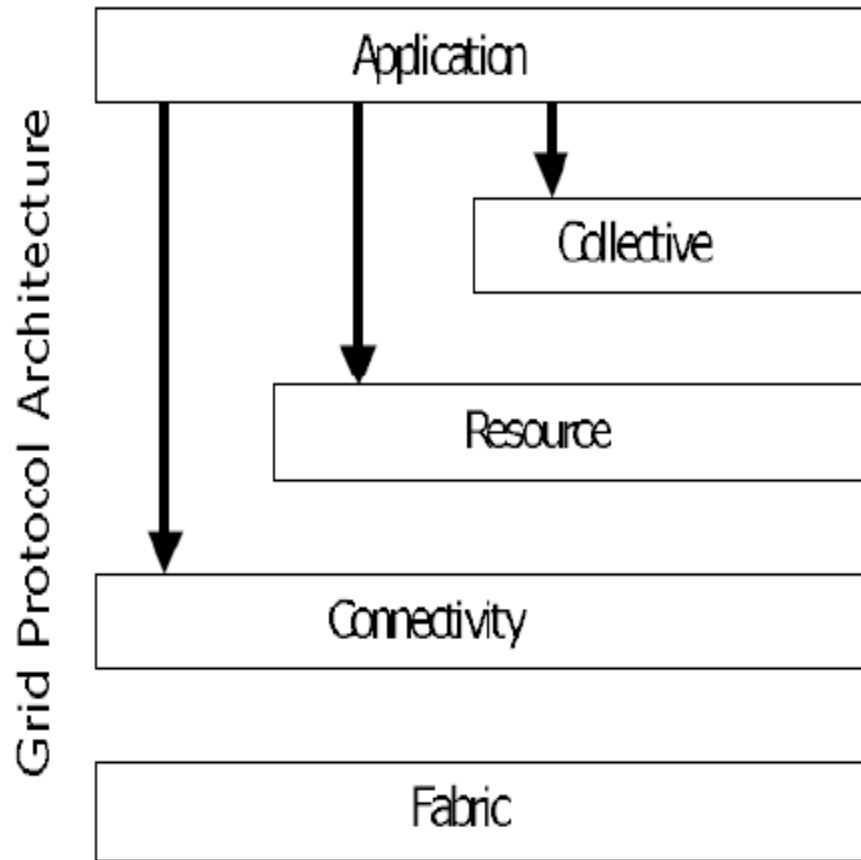 Grid Protocol Architecture
Application
Collective
Resource
Connectivity
Fabric